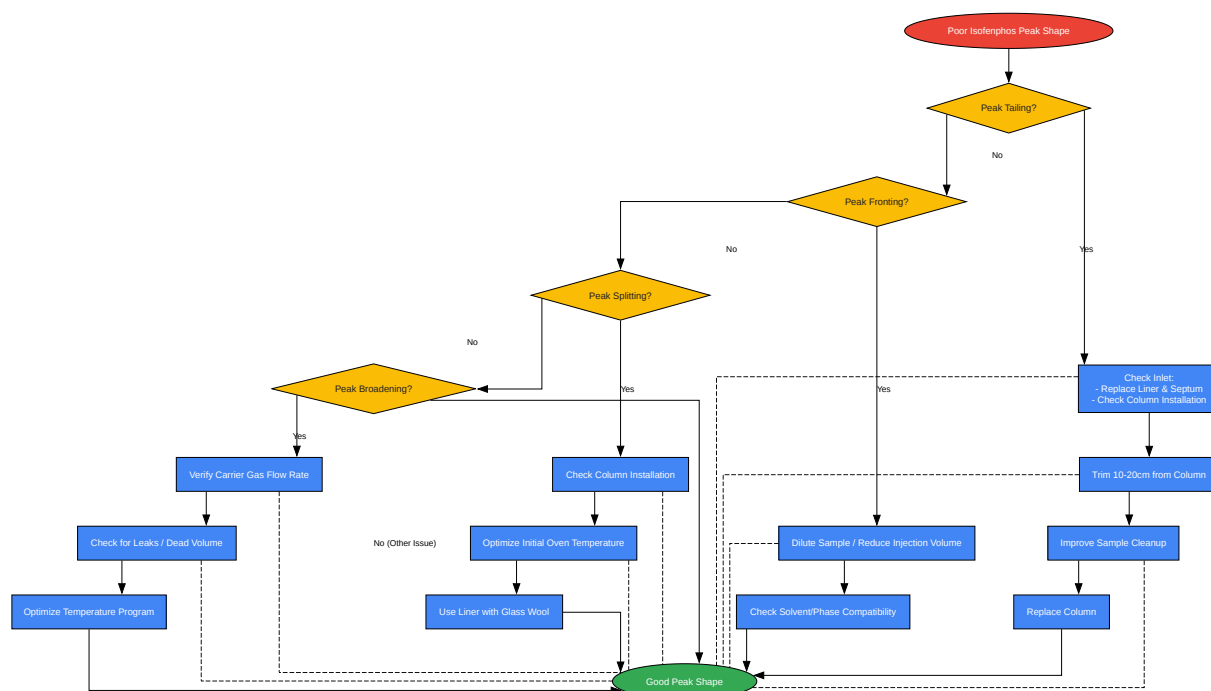 Poor Isofenphos Peak Shape
Peak Tailing?
No
Peak Fronting?
No
Yes
Peak Splitting?
No
Peak Broadening?
Yes
Yes
Check Inlet:
- Replace Liner & Septum
- Check Column Installation
Yes
Verify Carrier Gas Flow Rate
Check Column Installation
Trim 10-20cm from Column
Check for Leaks / Dead Volume
No (Other Issue)
Optimize Initial Oven Temperature
Dilute Sample / Reduce Injection Volume
Improve Sample Cleanup
Optimize Temperature Program
Use Liner with Glass Wool
Check Solvent/Phase Compatibility
Replace Column
Good Peak Shape